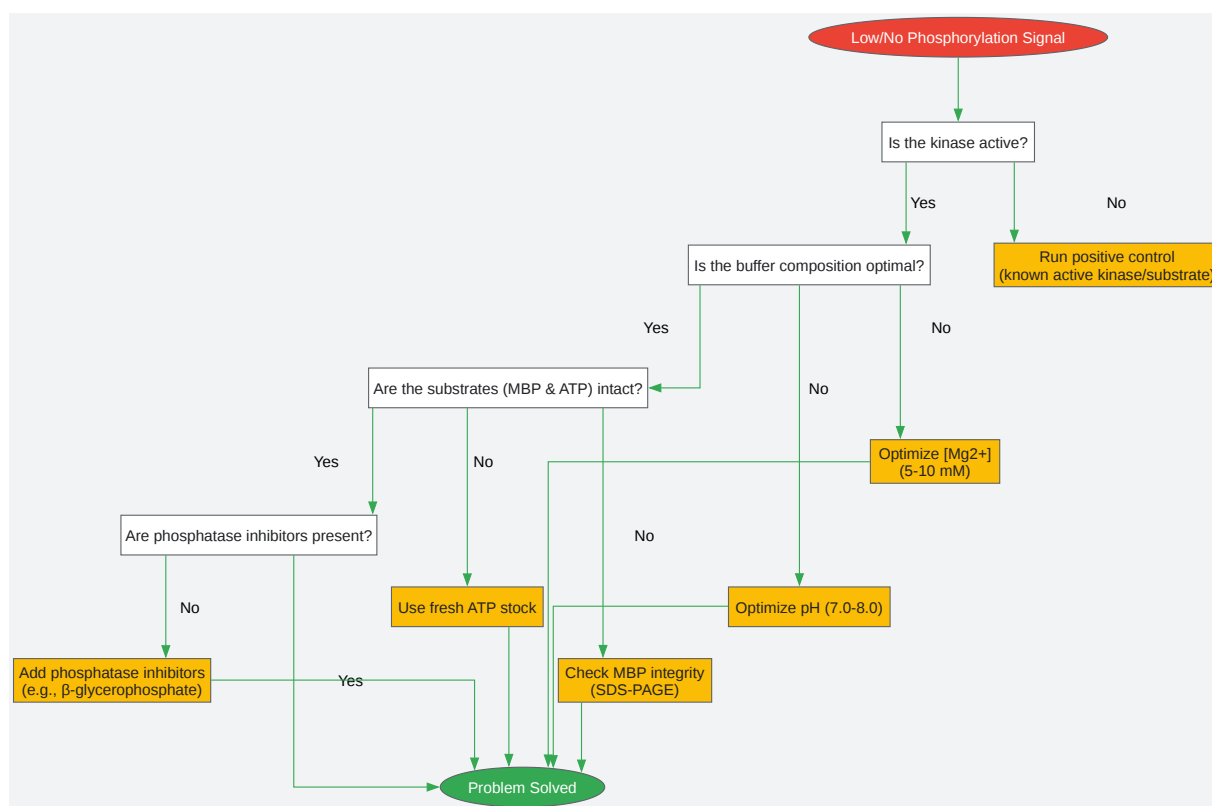 Low/No Phosphorylation Signal
Is the kinase active?
Yes
No
Is the buffer composition optimal?
Run positive control
(known active kinase/substrate)
Yes
No
Are the substrates (MBP & ATP) intact?
No
Optimize [Mg2+]
(5-10 mM)
Yes
No
Are phosphatase inhibitors present?
No
No
Use fresh ATP stock
Optimize pH (7.0-8.0)
Add phosphatase inhibitors
(e.g., β-glycerophosphate)
Yes
Check MBP integrity
(SDS-PAGE)
Problem Solved